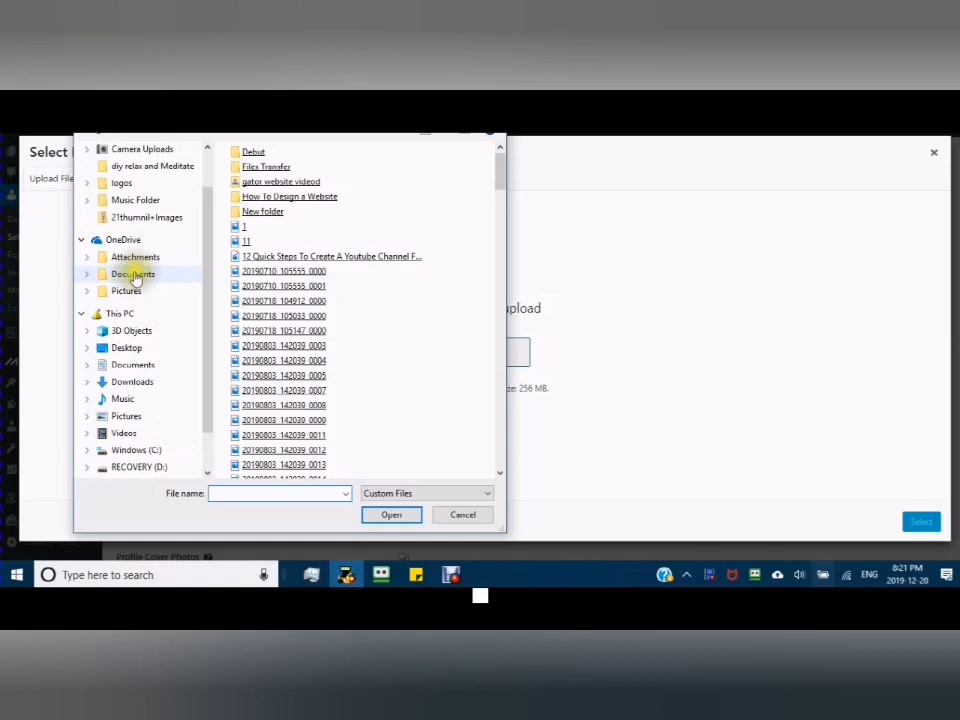 Select
Upload File
Camera Uploads
diy relax and Meditate
logos
Music Folder
21thumnil+Images
OneDrive
Attachments
Documents
Pictures
This PC
3D Objects
Desktop
Documents
Downloads
Music
Pictures
Videos
Windows (C:)
RECOVERY (D:)
Debut
Files Transfer
gator website videod
How To Design a Website
New folder
1
11
12 Quick Steps To Create A Youtube Channel F...
20190710_105555_0000
20190710_105555_0001
20190718_104912_0000
20190718_105033_0000
20190718_105147_0000
20190803_142039_0003
20190803_142039_0004
20190803_142039_0005
20190803_142039_0007
20190803_142039_0008
20190803_142039_0009
20190803_142039_0011
20190803_142039_0012
20190803_142039_0013
upload
ze: 256 MB.
File name:
Custom Files
Open
Cancel
Select
Profile Cover Photos
Type here to search
ENG
8:21 PM
2019-12-20